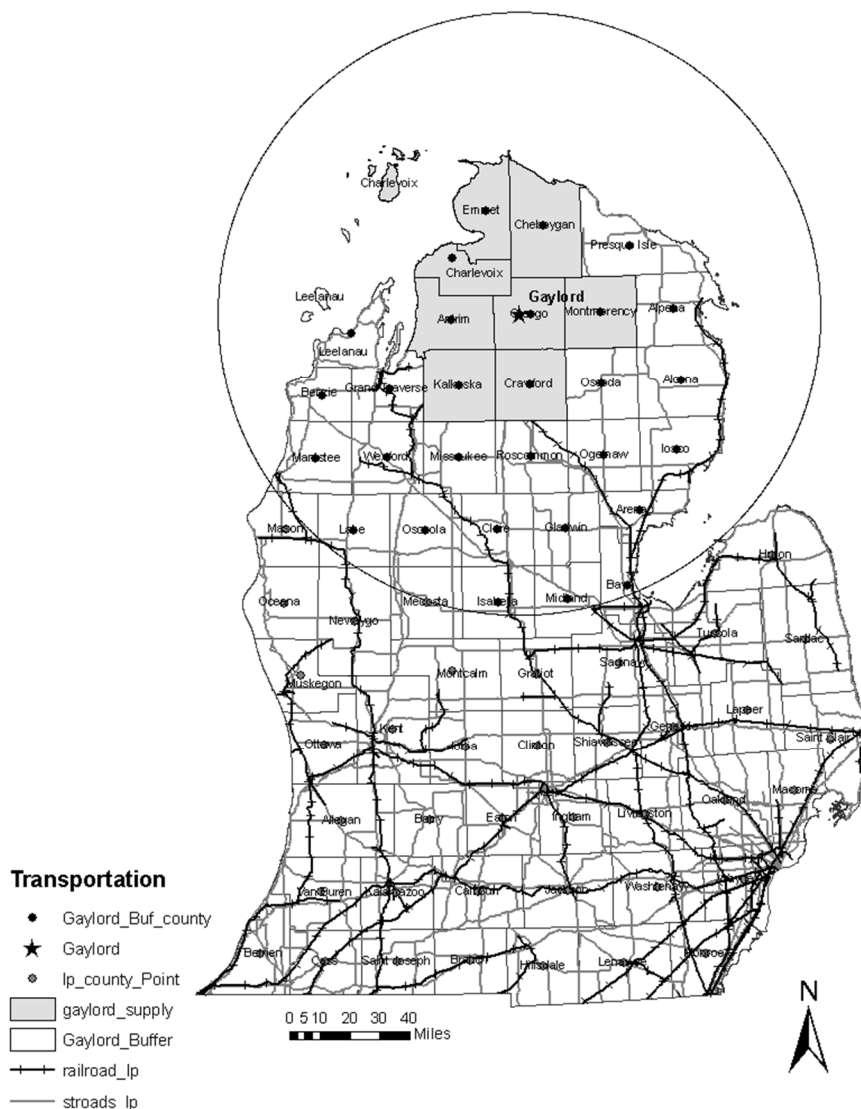 Charlevoix
Emmet
Cheboygan
Presque Isle
Charlevoix
Leelanau
Gaylord
Antrim
Otsego
Montmorency
Alpena
Leelanau
Benzie
Grand Traverse
Kalkaska
Crawford
Oscoda
Alcona
Manistee
Wexford
Missaukee
Roscommon
Ogemaw
Iosco
Mason
Lake
Osceola
Clare
Gladwin
Arenac
Huron
Oceana
Newaygo
Mecosta
Isabella
Midland
Bay
Tuscola
Sanilac
Muskegon
Montcalm
Gratiot
Saginaw
Lapeer
Ottawa
Kent
Ionia
Clinton
Shiawassee
Genesee
Saint Clair
Allegan
Barry
Eaton
Ingham
Livingston
Oakland
Macomb
Van Buren
Kalamazoo
Calhoun
Jackson
Washtenaw
Wayne
Berrien
Cass
Saint Joseph
Branch
Hillsdale
Lenawee
Monroe
Transportation
Gaylord_Buf_county
Gaylord
lp_county_Point
gaylord_supply
Gaylord_Buffer
railroad_lp
stroads_lp
0 5 10 20 30 40
Miles
N